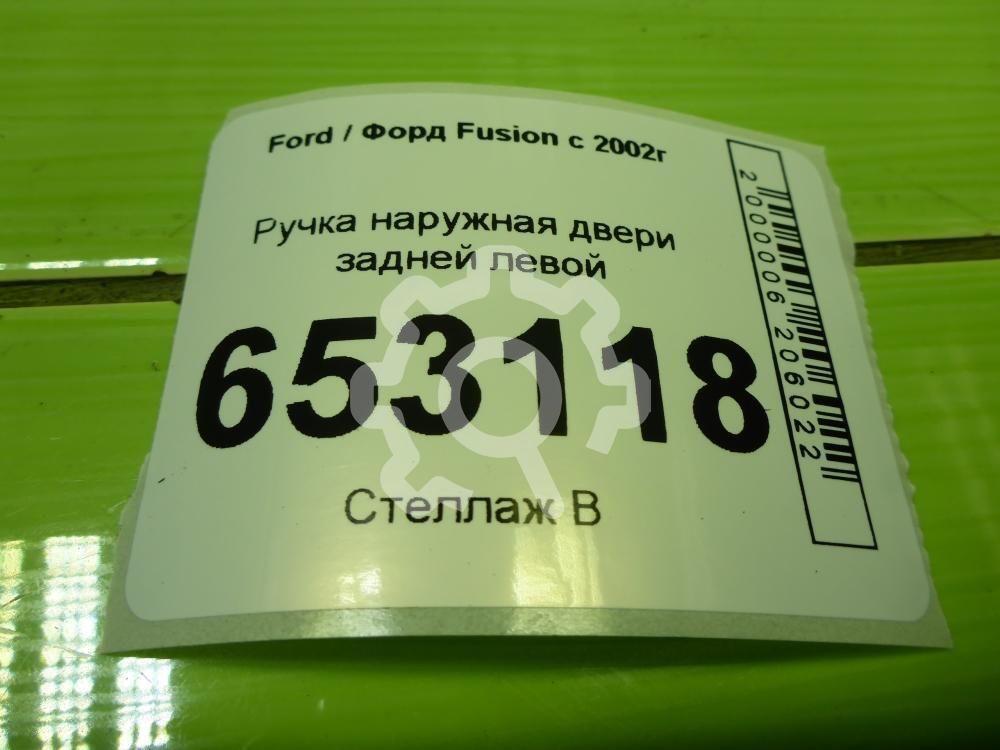 Ford / Форд Fusion с 2002г
Ручка наружная двери
задней левой
653118
Стеллаж В
2000006206022